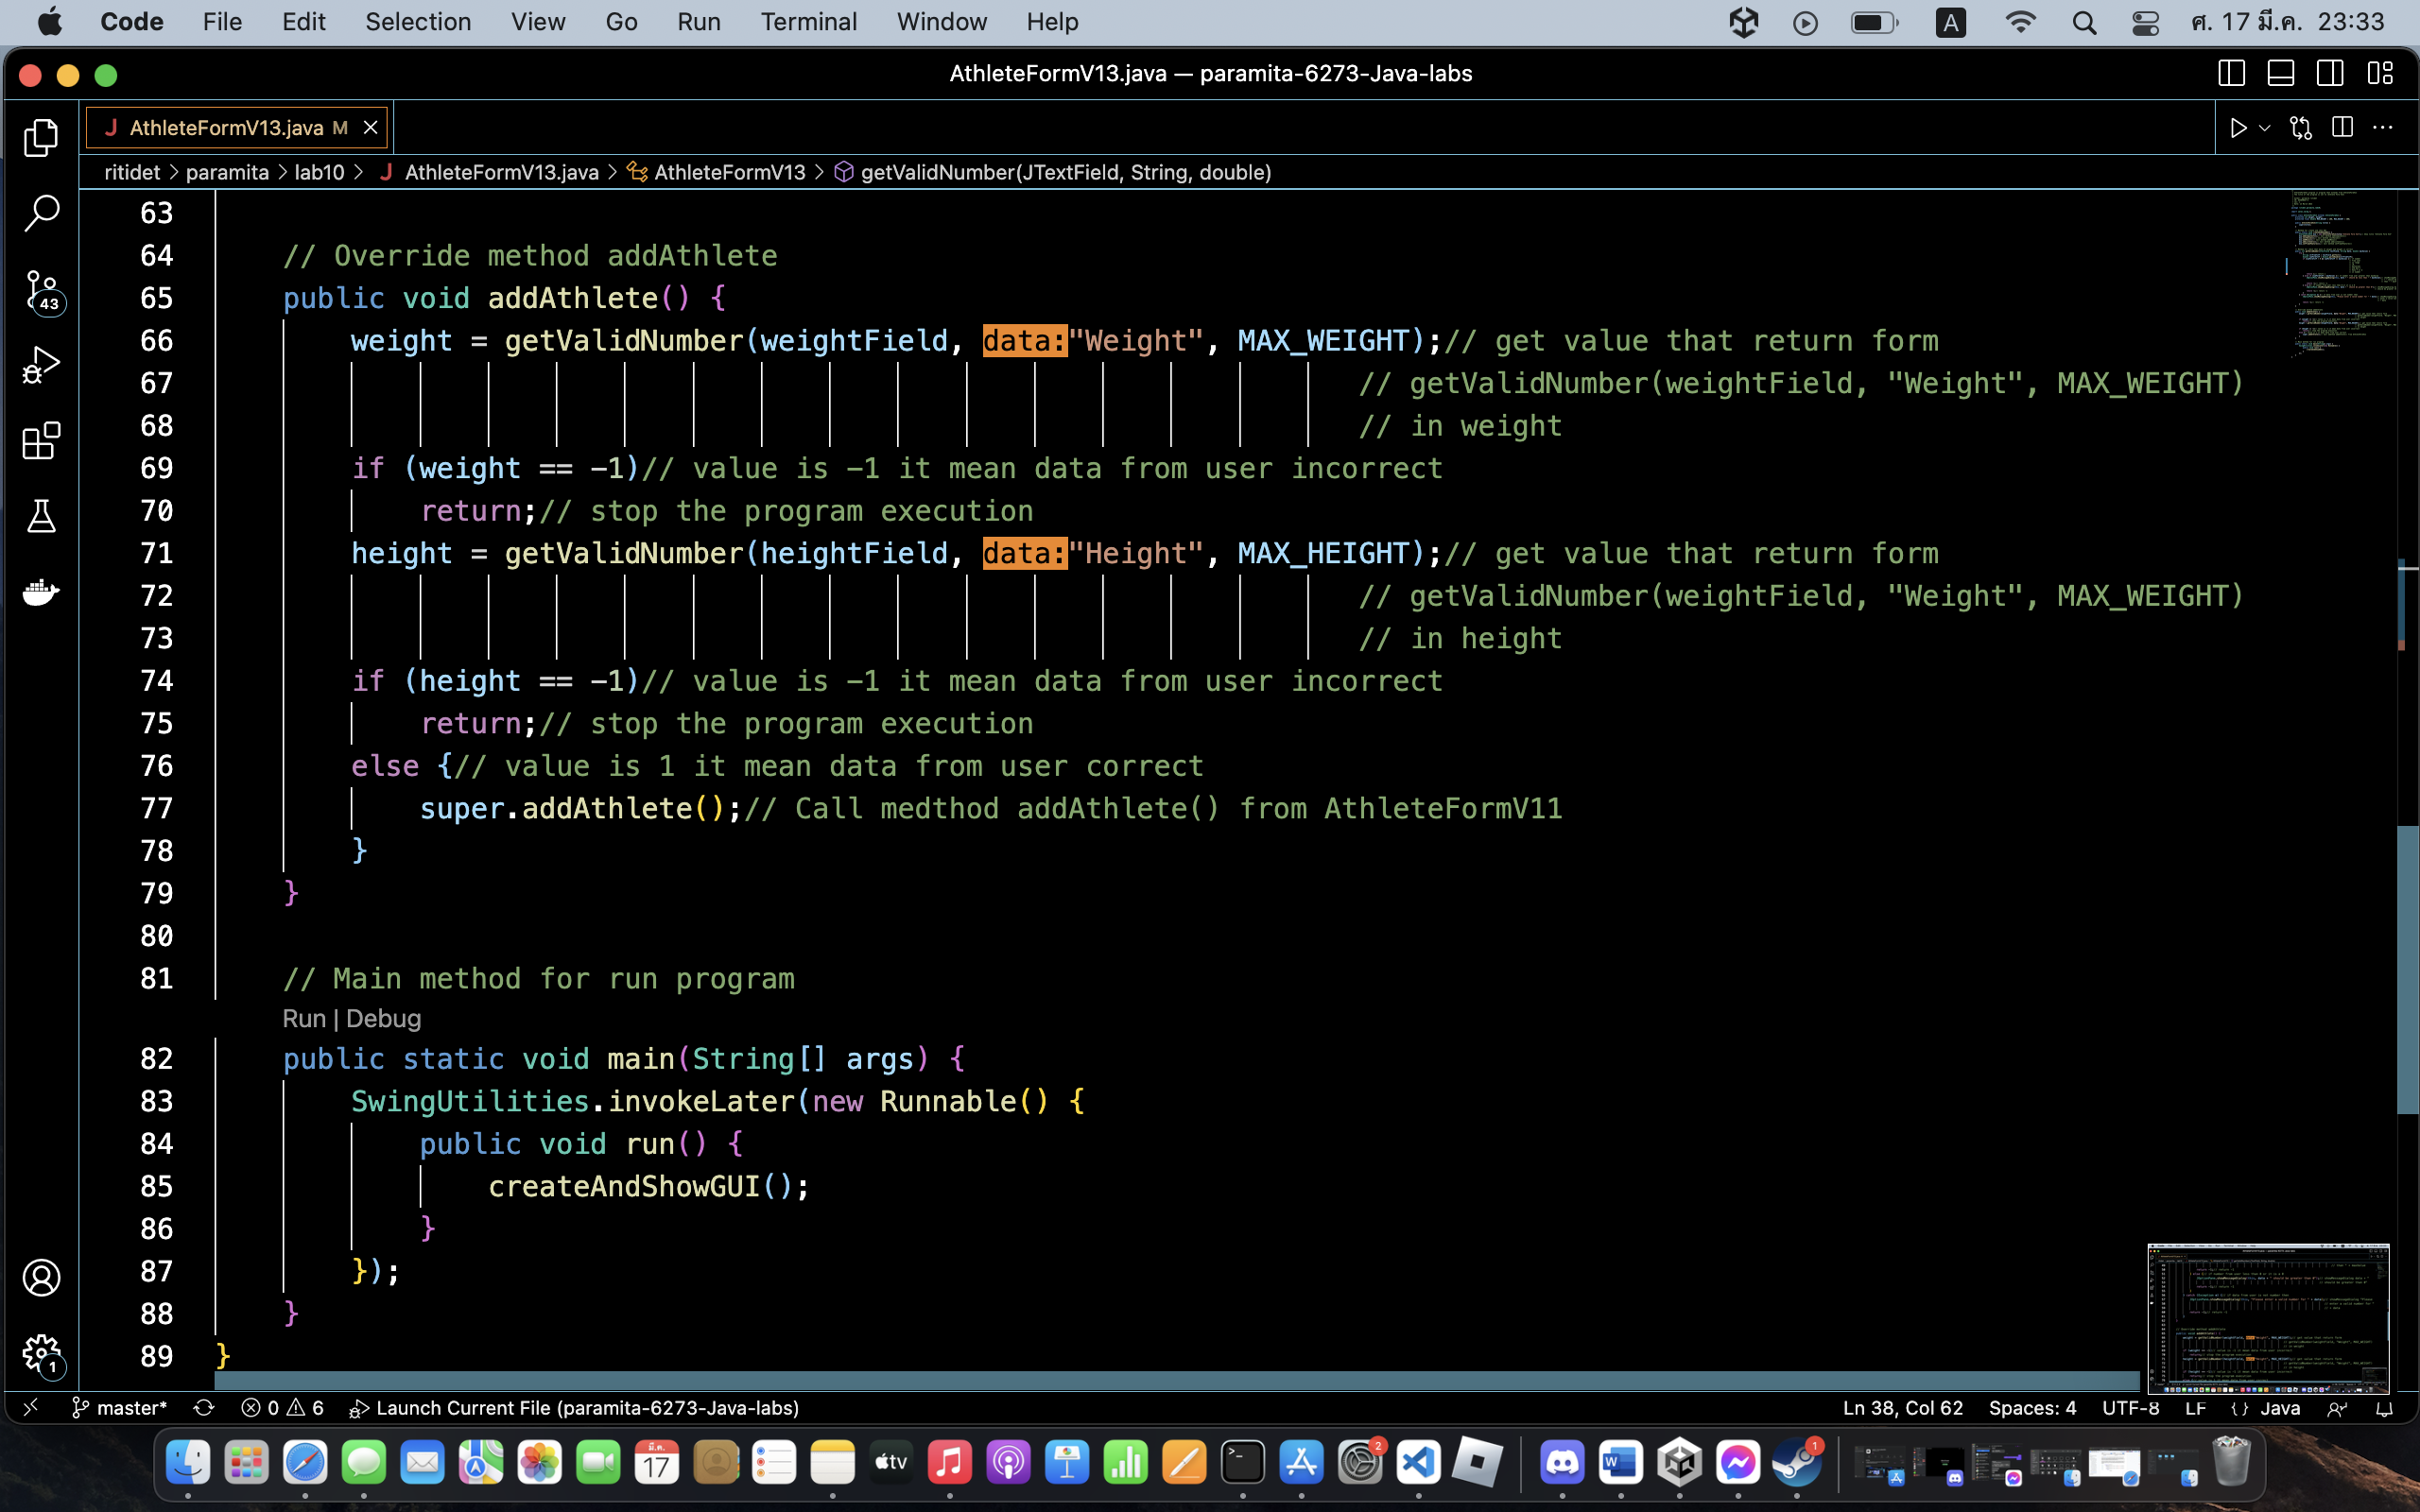 Code File Edit Selection View Go Run Terminal Window Help A ศ. 17 มี.ค. 23:33
AthleteFormV13.java — paramita-6273-Java-labs
J AthleteFormV13.java M
ritidet > paramita > lab10 > J AthleteFormV13.java > AthleteFormV13 > getValidNumber(JTextField, String, double)
63
64 // Override method addAthlete
65 public void addAthlete() {
66 weight = getValidNumber(weightField, data:"Weight", MAX_WEIGHT);// get value that return form
67 // getValidNumber(weightField, "Weight", MAX_WEIGHT)
68 // in weight
69 if (weight == -1)// value is -1 it mean data from user incorrect
70 return;// stop the program execution
71 height = getValidNumber(heightField, data:"Height", MAX_HEIGHT);// get value that return form
72 // getValidNumber(weightField, "Weight", MAX_WEIGHT)
73 // in height
74 if (height == -1)// value is -1 it mean data from user incorrect
75 return;// stop the program execution
76 else {// value is 1 it mean data from user correct
77 super.addAthlete();// Call medthod addAthlete() from AthleteFormV11
78 }
79 }
80
81 // Main method for run program
Run | Debug
82 public static void main(String[] args) {
83 SwingUtilities.invokeLater(new Runnable() {
84 public void run() {
85 createAndShowGUI();
86 }
87 });
88 }
89 }
43
1
master* 0 6 Launch Current File (paramita-6273-Java-labs) Ln 38, Col 62 Spaces: 4 UTF-8 LF {} Java
มี.ค.
17
tv
2
W
1